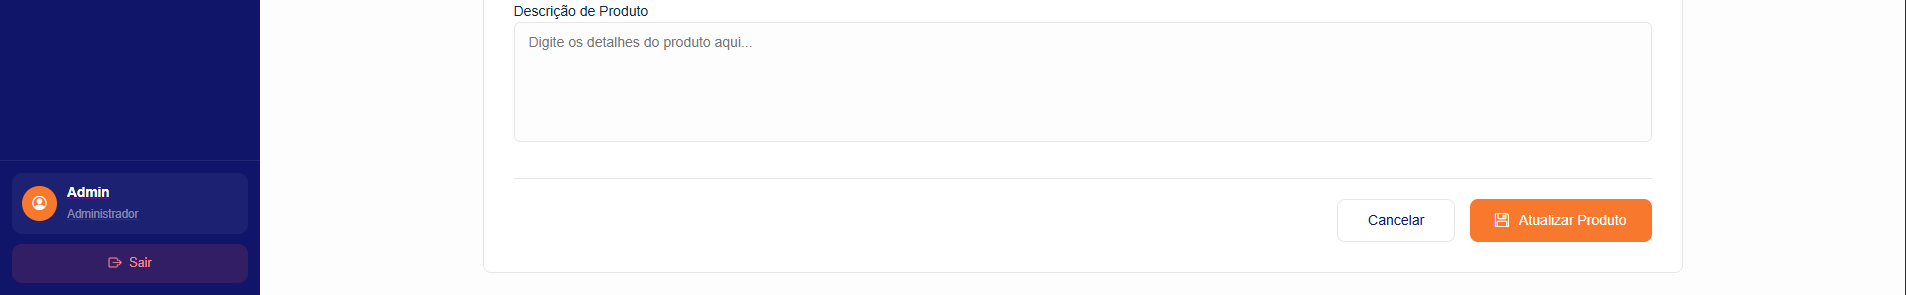 Descrição de Produto
Digite os detalhes do produto aqui...
Admin
Administrador
Cancelar
Atualizar Produto
Sair